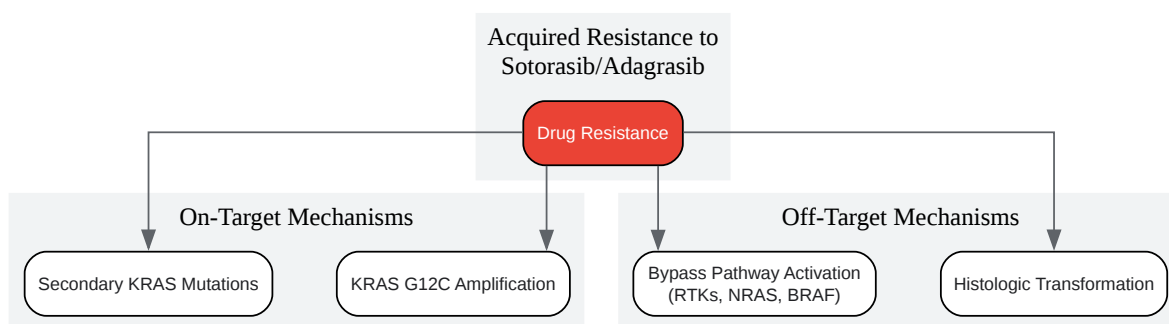 Acquired Resistance to
Sotorasib/Adagrasib
Drug Resistance
On-Target Mechanisms
Off-Target Mechanisms
Secondary KRAS Mutations
KRAS G12C Amplification
Bypass Pathway Activation
(RTKs, NRAS, BRAF)
Histologic Transformation